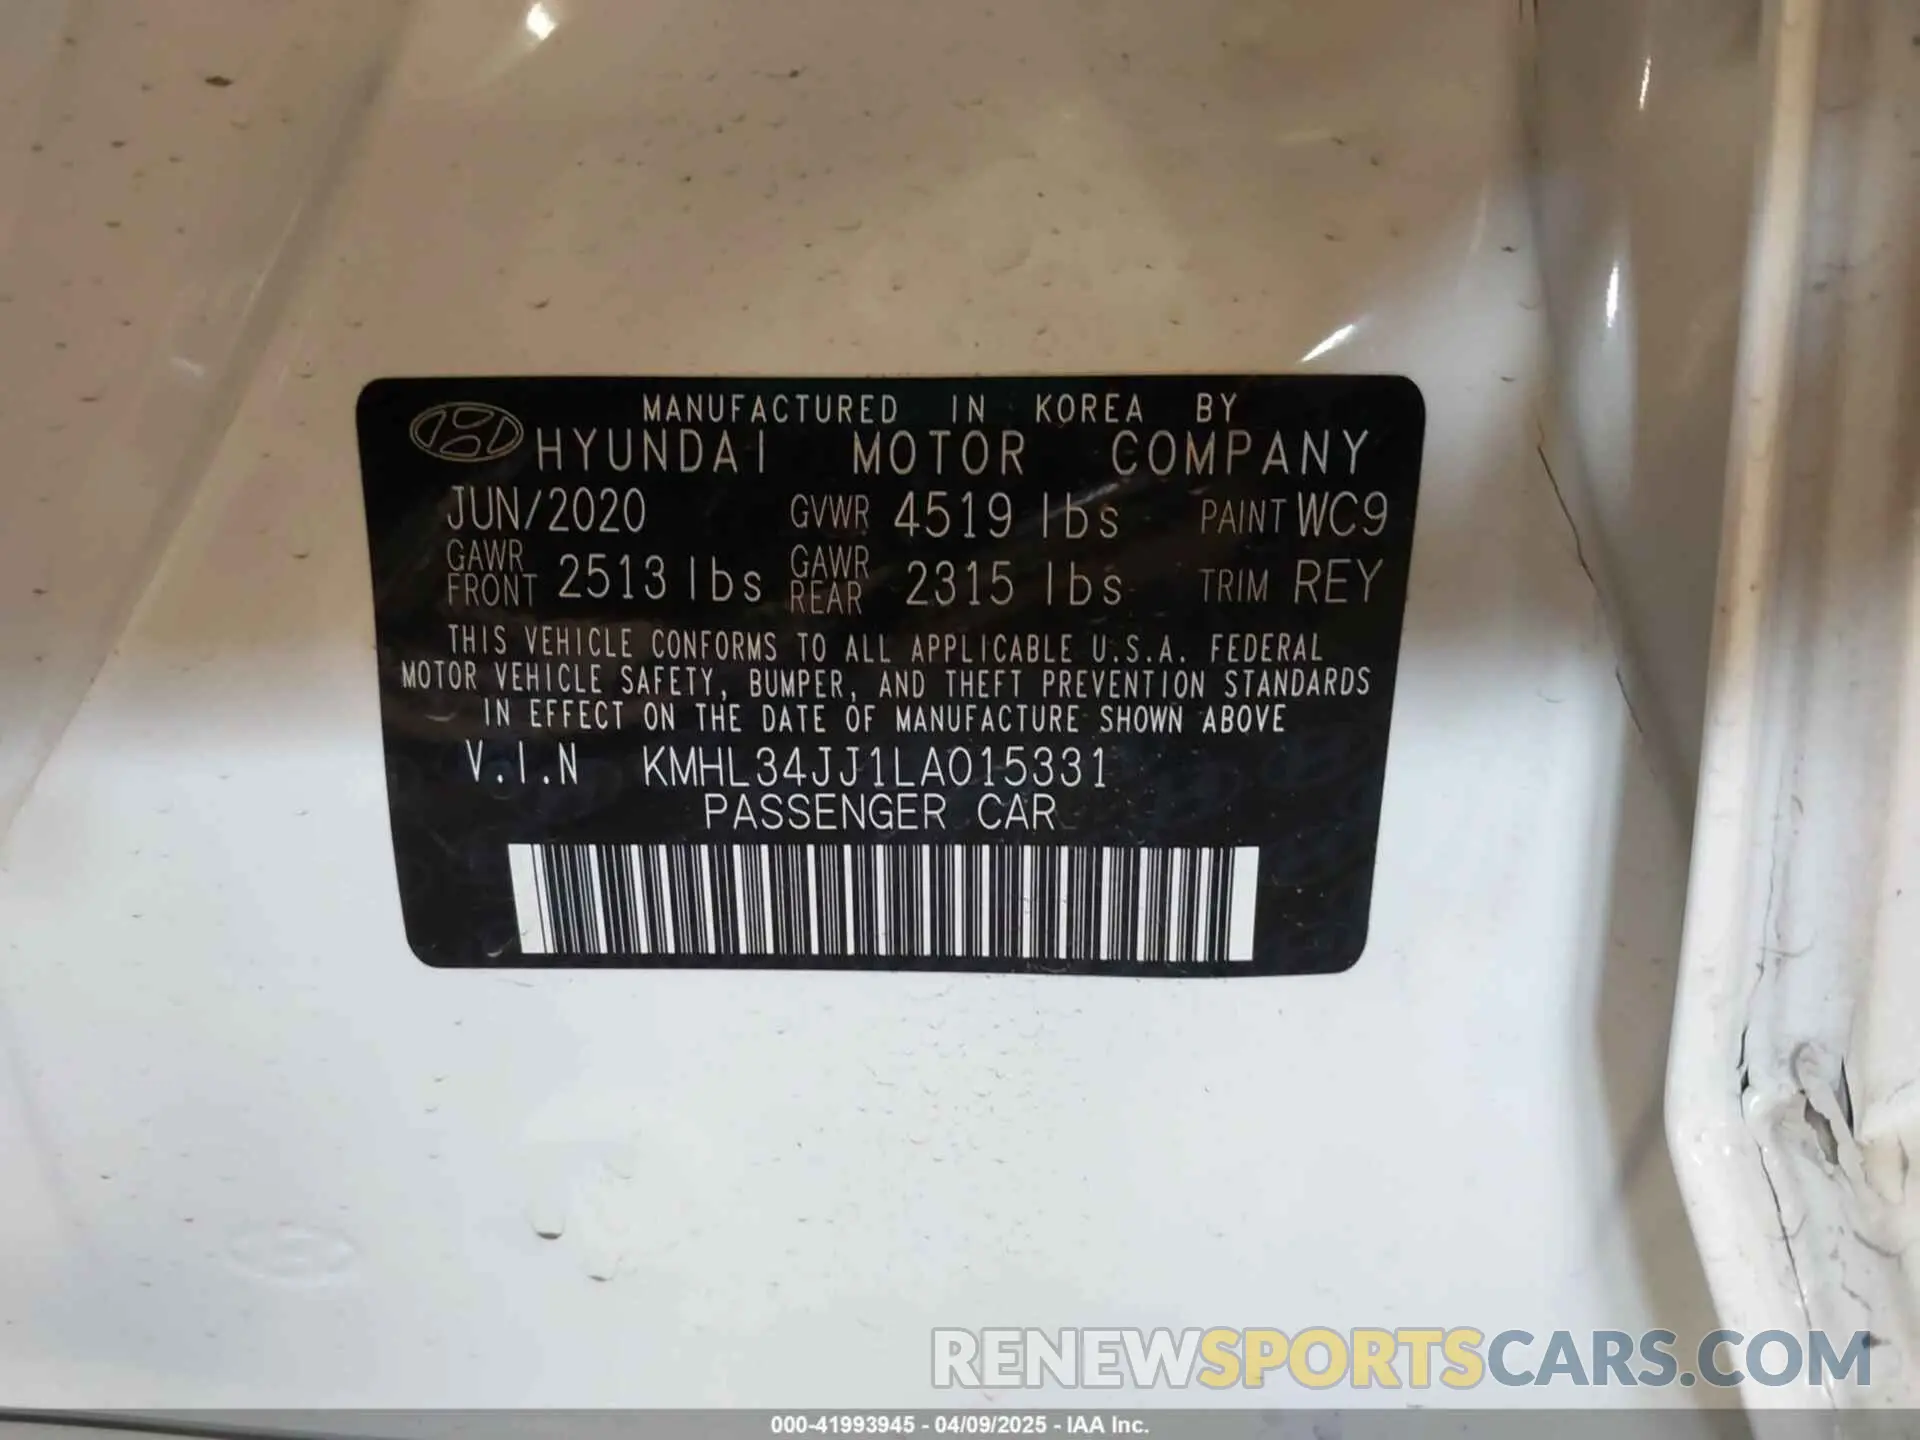 MANUFACTURED IN KOREA BY
HYUNDAI MOTOR COMPANY
JUN/2020 GVWR 4519 lbs PAINT WC9
GAWR FRONT 2513 lbs GAWR REAR 2315 lbs TRIM REY
THIS VEHICLE CONFORMS TO ALL APPLICABLE U.S.A. FEDERAL
MOTOR VEHICLE SAFETY, BUMPER, AND THEFT PREVENTION STANDARDS
IN EFFECT ON THE DATE OF MANUFACTURE SHOWN ABOVE
V.I.N KMHL34JJ1LA015331
PASSENGER CAR
RENEWSPORTSCARS.COM
000-41993945 - 04/09/2025 - IAA Inc.